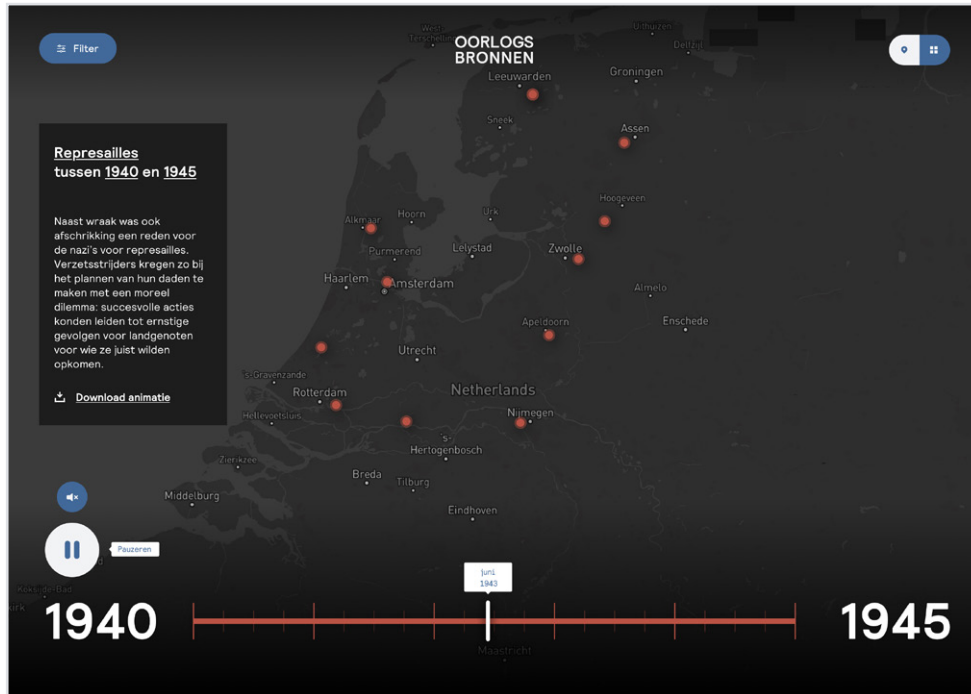 Filter
OORLOGS
BRONNEN
West-
Terschelling
Uithuizen
Delfzijl
Leeuwarden
Groningen
Sneek
Assen
Represailles
tussen 1940 en 1945
Naast wraak was ook
afschrikking een reden voor
de nazi's voor represailles.
Verzetsstrijders kregen zo bij
het plannen van hun daden te
maken met een moreel
dilemma: succesvolle acties
konden leiden tot ernstige
gevolgen voor landgenoten
voor wie ze juist wilden
opkomen.
Download animatie
Hoogeveen
Alkmaar
Hoorn
Urk
Purmerend
Lelystad
Zwolle
Haarlem
Amsterdam
Almelo
Apeldoorn
Enschede
Utrecht
's-Gravenzande
Rotterdam
Netherlands
Hellevoetsluis
Nijmegen
's-
Hertogenbosch
Zierikzee
Breda
Tilburg
Middelburg
Eindhoven
Pauzeren
juni
1943
1940
1945
Maastricht